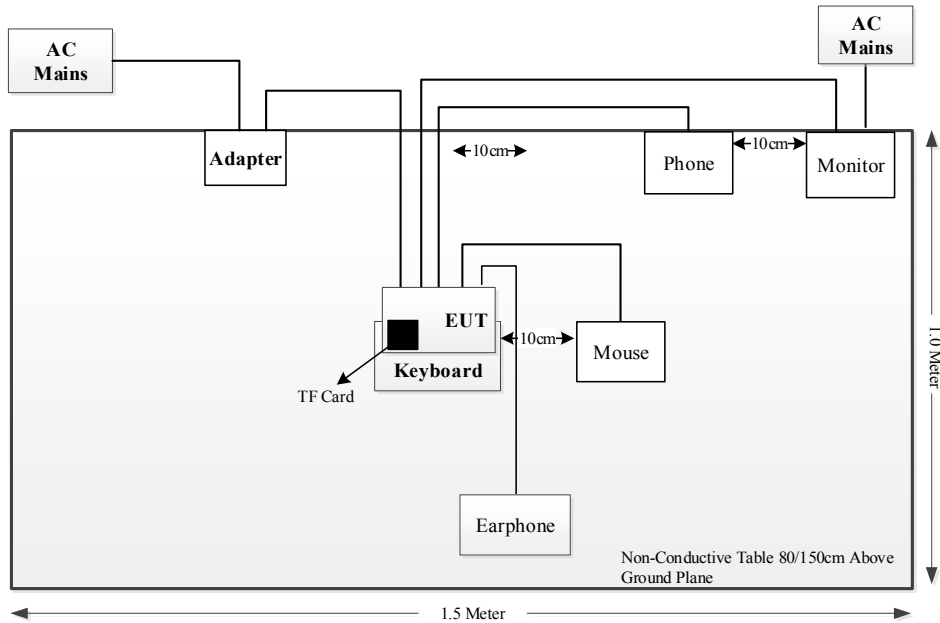 AC
Mains
AC
Mains
Adapter
10cm
Phone
10cm
Monitor
EUT
Keyboard
TF Card
10cm
Mouse
1.0 Meter
Earphone
Non-Conductive Table 80/150cm Above
Ground Plane
1.5 Meter